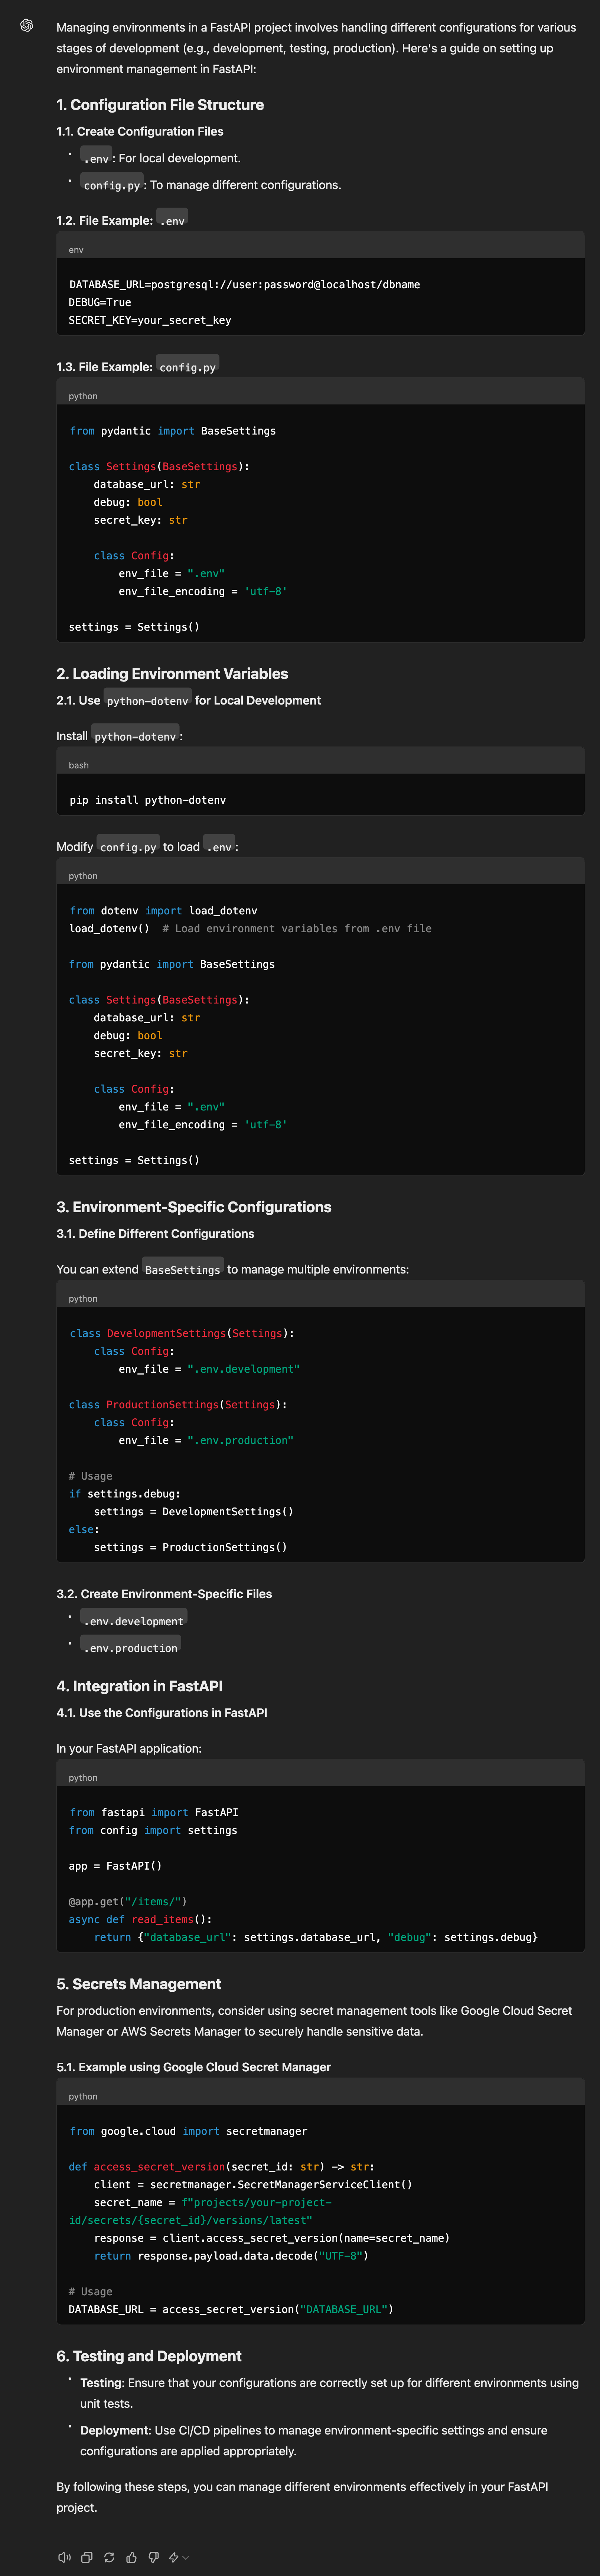 Managing environments in a FastAPI project involves handling different configurations for various
stages of development (e.g., development, testing, production). Here's a guide on setting up
environment management in FastAPI:
1. Configuration File Structure
1.1. Create Configuration Files
• .env : For local development.
• config.py : To manage different configurations.
1.2. File Example: .env
env
DATABASE_URL=postgresql://user:password@localhost/dbname
DEBUG=True
SECRET_KEY=your_secret_key
1.3. File Example: config.py
python
from pydantic import BaseSettings
class Settings(BaseSettings):
    database_url: str
    debug: bool
    secret_key: str
    class Config:
        env_file = ".env"
        env_file_encoding = 'utf-8'
settings = Settings()
2. Loading Environment Variables
2.1. Use python-dotenv for Local Development
Install python-dotenv :
bash
pip install python-dotenv
Modify config.py to load .env :
python
from dotenv import load_dotenv
load_dotenv()  # Load environment variables from .env file
from pydantic import BaseSettings
class Settings(BaseSettings):
    database_url: str
    debug: bool
    secret_key: str
    class Config:
        env_file = ".env"
        env_file_encoding = 'utf-8'
settings = Settings()
3. Environment-Specific Configurations
3.1. Define Different Configurations
You can extend BaseSettings to manage multiple environments:
python
class DevelopmentSettings(Settings):
    class Config:
        env_file = ".env.development"
class ProductionSettings(Settings):
    class Config:
        env_file = ".env.production"
# Usage
if settings.debug:
    settings = DevelopmentSettings()
else:
    settings = ProductionSettings()
3.2. Create Environment-Specific Files
• .env.development
• .env.production
4. Integration in FastAPI
4.1. Use the Configurations in FastAPI
In your FastAPI application:
python
from fastapi import FastAPI
from config import settings
app = FastAPI()
@app.get("/items/")
async def read_items():
    return {"database_url": settings.database_url, "debug": settings.debug}
5. Secrets Management
For production environments, consider using secret management tools like Google Cloud Secret
Manager or AWS Secrets Manager to securely handle sensitive data.
5.1. Example using Google Cloud Secret Manager
python
from google.cloud import secretmanager
def access_secret_version(secret_id: str) -> str:
    client = secretmanager.SecretManagerServiceClient()
    secret_name = f"projects/your-project-
id/secrets/{secret_id}/versions/latest"
    response = client.access_secret_version(name=secret_name)
    return response.payload.data.decode("UTF-8")
# Usage
DATABASE_URL = access_secret_version("DATABASE_URL")
6. Testing and Deployment
• Testing: Ensure that your configurations are correctly set up for different environments using
unit tests.
• Deployment: Use CI/CD pipelines to manage environment-specific settings and ensure
configurations are applied appropriately.
By following these steps, you can manage different environments effectively in your FastAPI
project.